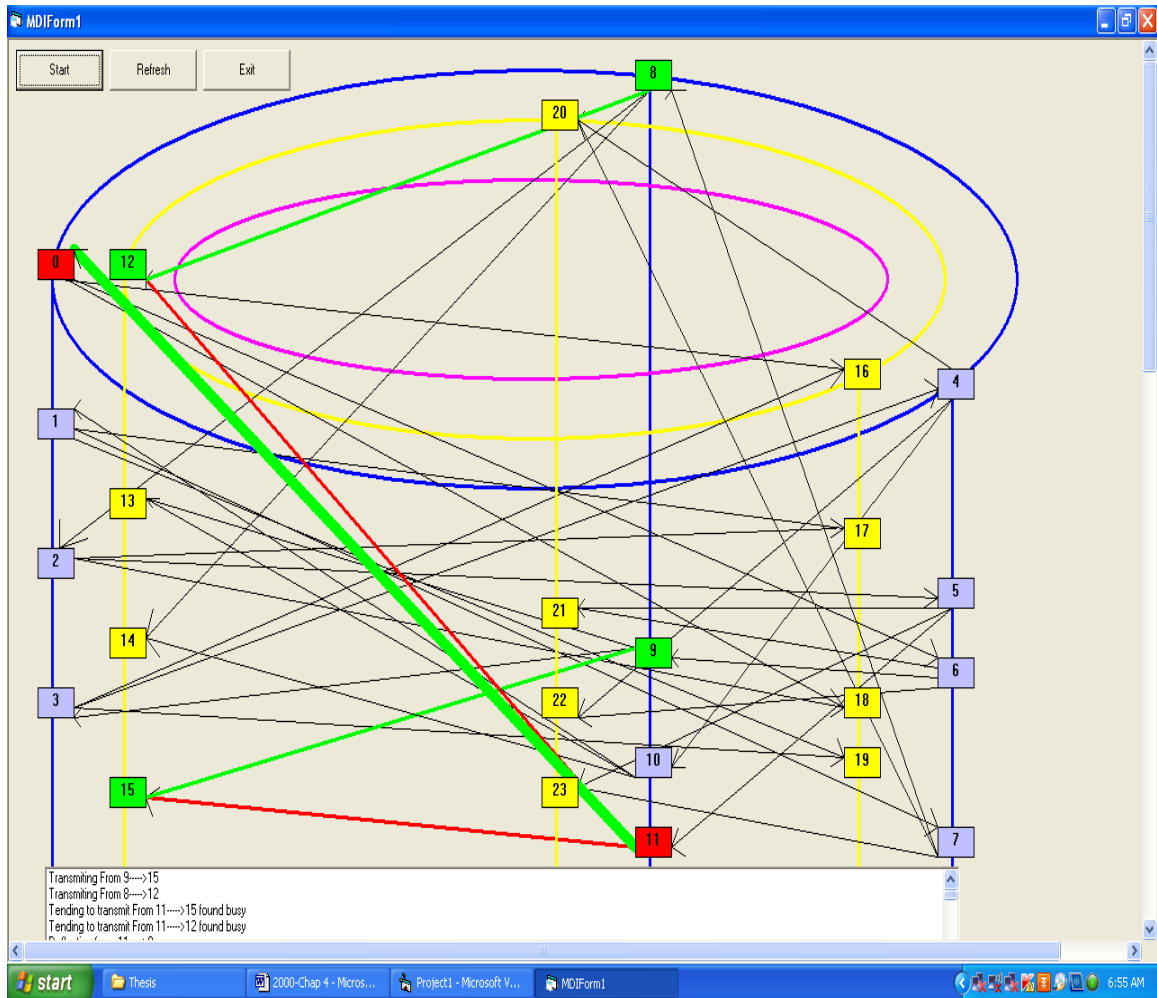 MDIForm1
Start Refresh Exit
8
20
0 12
16
4
1
13
17
2
5
21
14
9
6
3 22 18
10 19
15 23
11 7
Transmiting From 9---->15
Transmiting From 8---->12
Tending to transmit From 11---->15 found busy
Tending to transmit From 11---->12 found busy
start Thesis 2000-Chap 4 - Micros... Project1 - Microsoft V... MDIForm1 6:55 AM